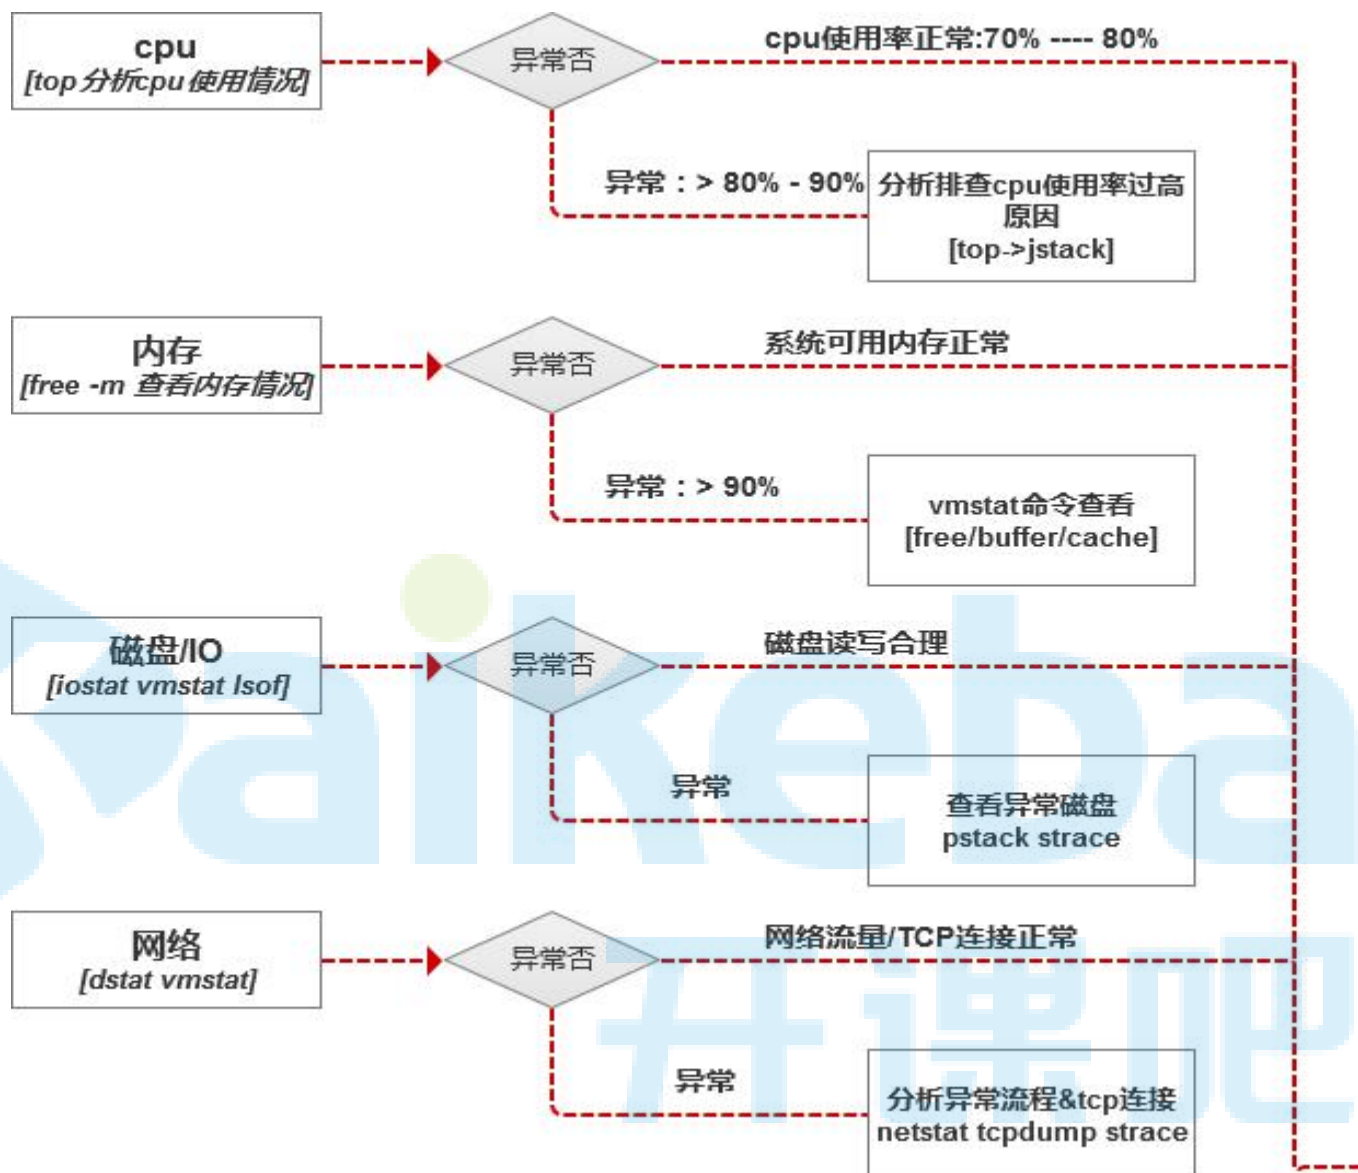 cpu
[top分析cpu使用情况]
异常否
cpu使用率正常:70% ---- 80%
异常：> 80% - 90%
分析排查cpu使用率过高
原因
[top->jstack]
内存
[free -m 查看内存情况]
异常否
系统可用内存正常
异常：> 90%
vmstat命令查看
[free/buffer/cache]
磁盘/IO
[iostat vmstat lsof]
异常否
磁盘读写合理
异常
查看异常磁盘
pstack strace
网络
[dstat vmstat]
异常否
网络流量/TCP连接正常
异常
分析异常流程&tcp连接
netstat tcpdump strace
aikeba
开课吧